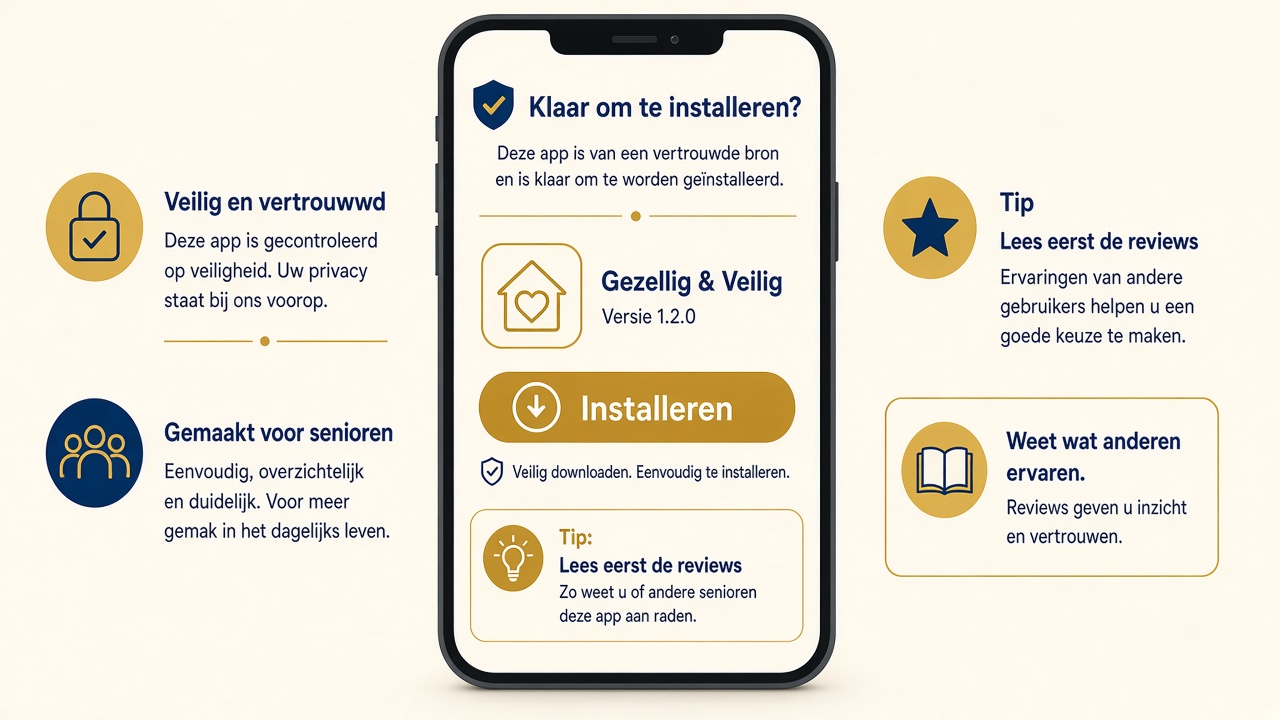 Veilig en vertrouwwd
Deze app is gecontroleerd
op veiligheid. Uw privacy
staat bij ons voorop.
Gemaakt voor senioren
Eenvoudig, overzichtelijk
en duidelijk. Voor meer
gemak in het dagelijks leven.
Klaar om te installeren?
Deze app is van een vertrouwde bron
en is klaar om te worden geïnstalleerd.
Gezellig & Veilig
Versie 1.2.0
Installeren
Veilig downloaden. Eenvoudig te installeren.
Tip:
Lees eerst de reviews
Zo weet u of andere senioren
deze app aan raden.
Tip
Lees eerst de reviews
Ervaringen van andere
gebruikers helpen u een
goede keuze te maken.
Weet wat anderen
ervaren.
Reviews geven u inzicht
en vertrouwen.